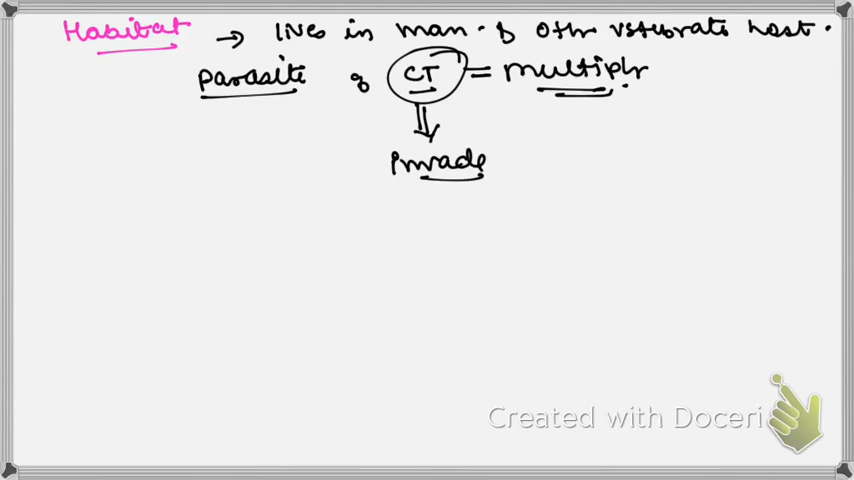 Habitat → lives in man. & other vertebrate host.
Parasite of CT = multiply
↓
invade
Created with Doceri